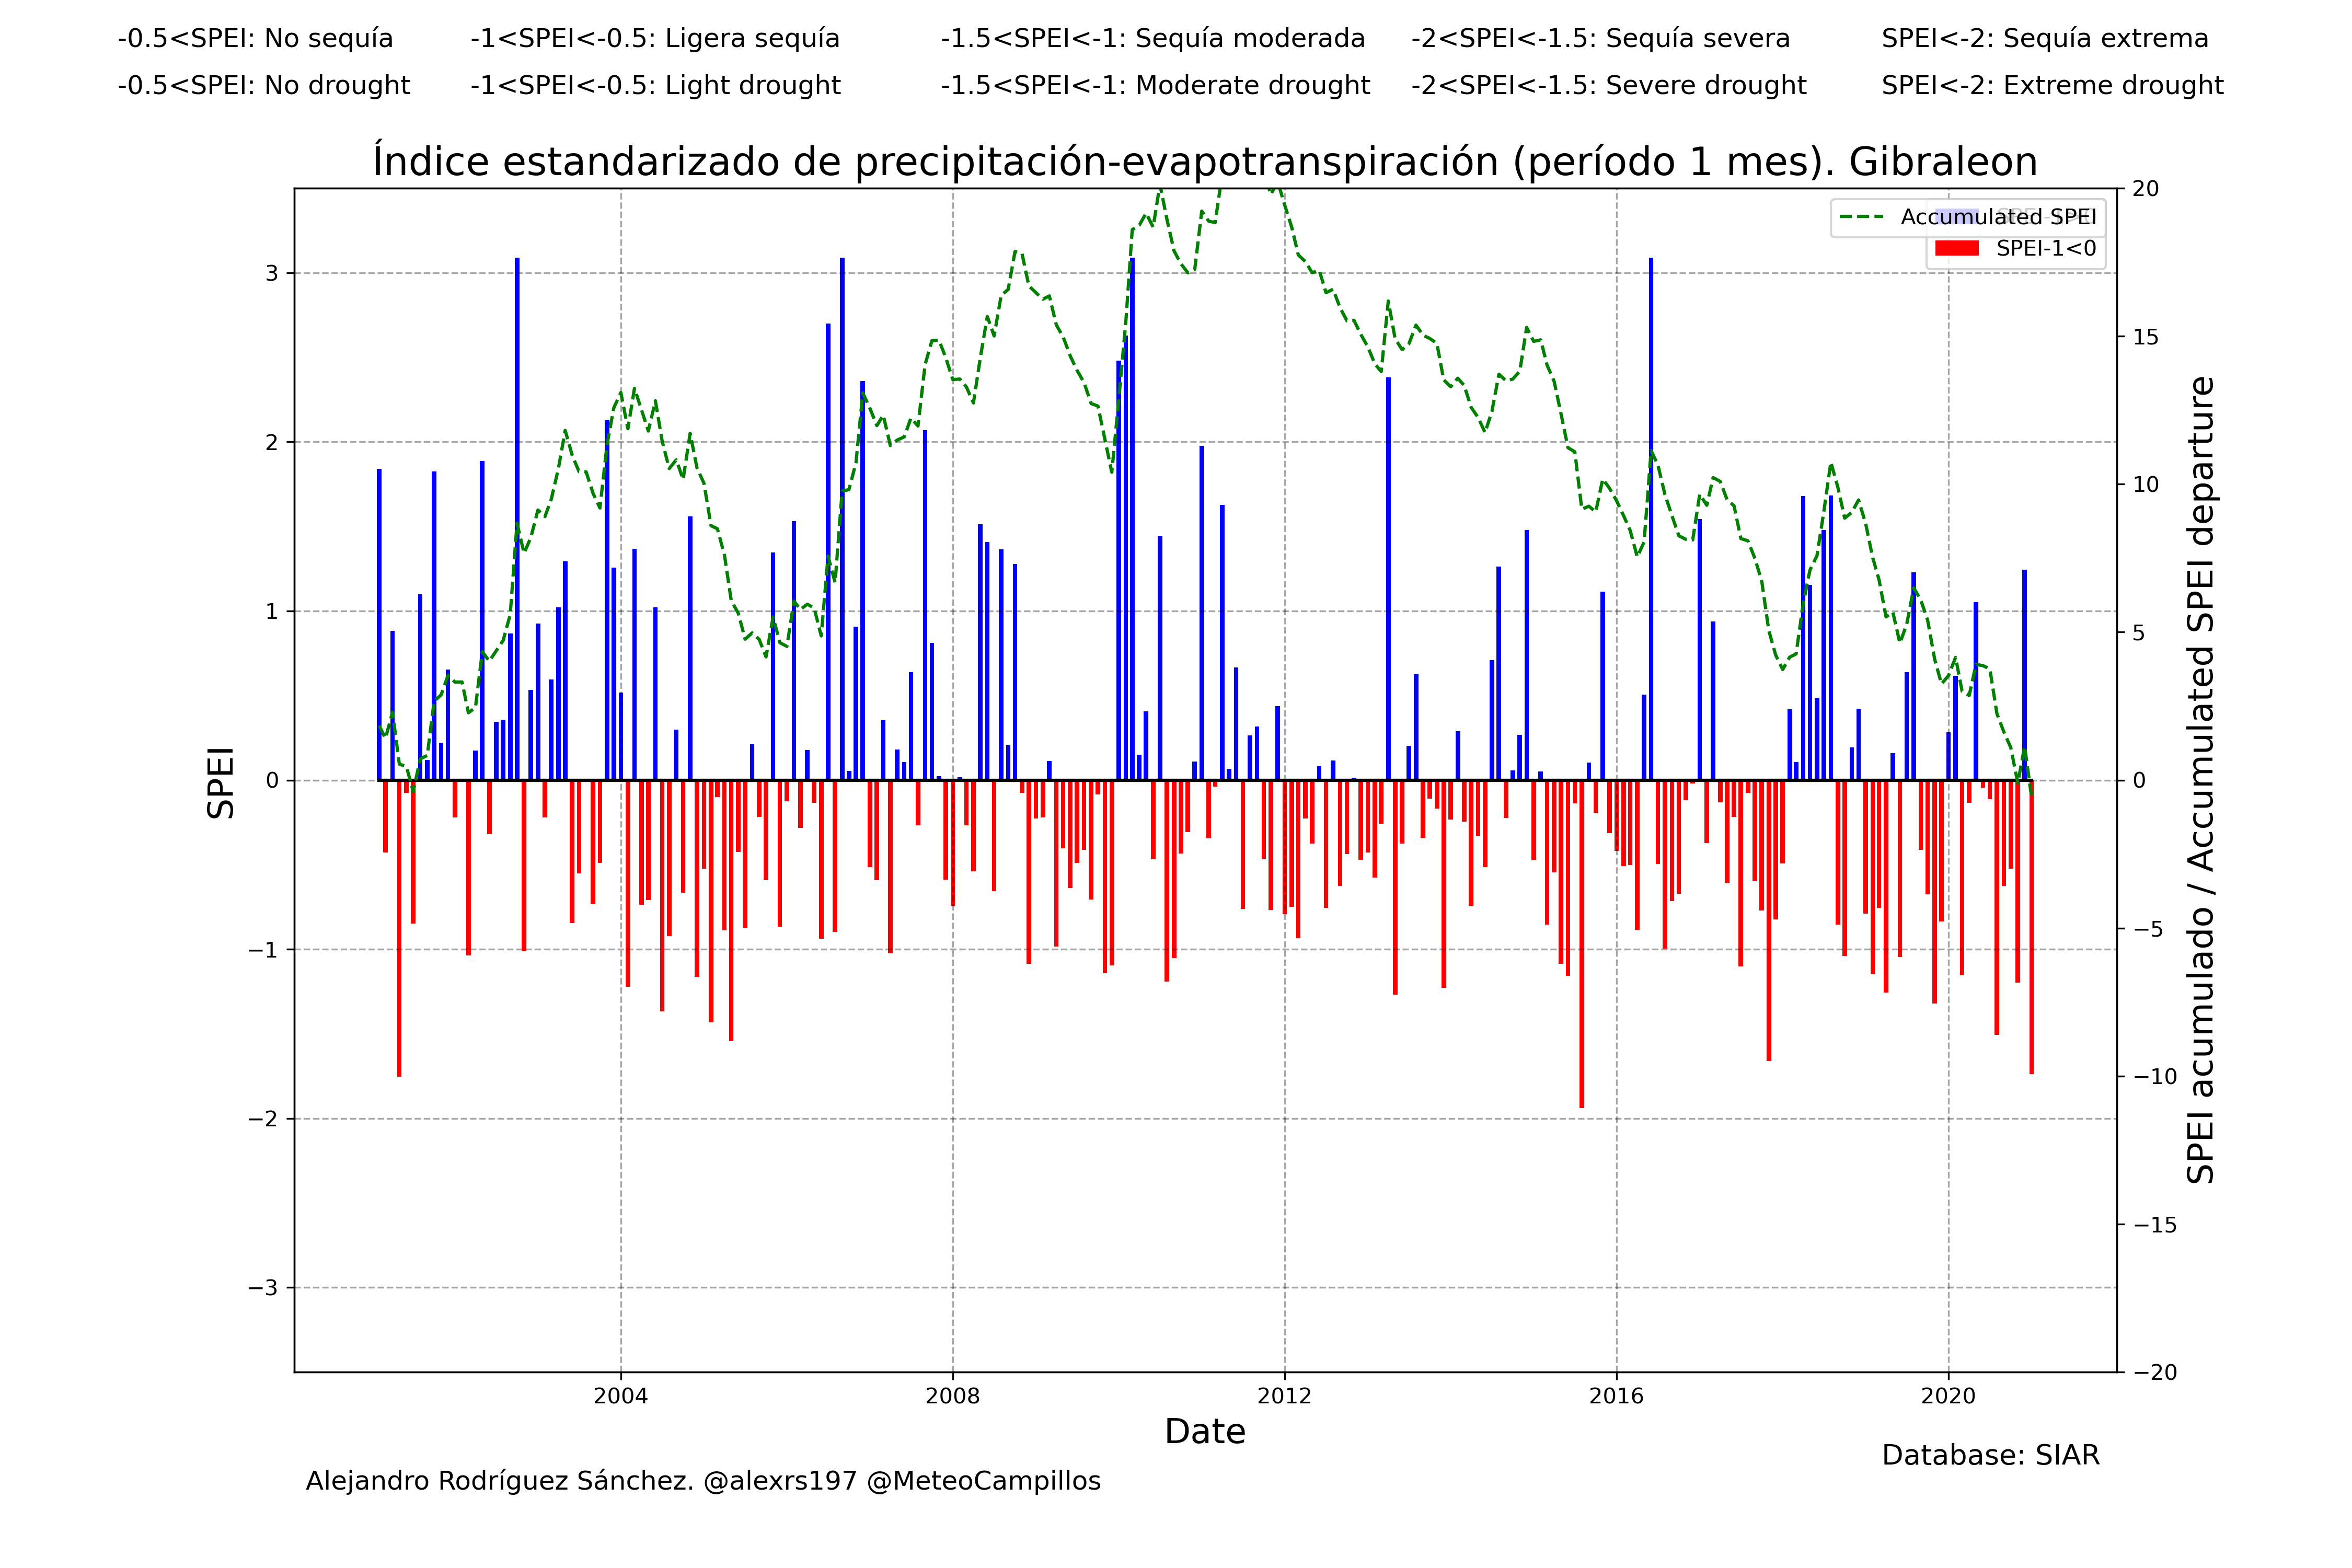 -0.5<SPEI: No sequía -1<SPEI<-0.5: Ligera sequía -1.5<SPEI<-1: Sequía moderada -2<SPEI<-1.5: Sequía severa SPEI<-2: Sequía extrema
-0.5<SPEI: No drought -1<SPEI<-0.5: Light drought -1.5<SPEI<-1: Moderate drought -2<SPEI<-1.5: Severe drought SPEI<-2: Extreme drought
Índice estandarizado de precipitación-evapotranspiración (período 1 mes). Gibraleon
Accumulated SPEI
SPEI-1<0
SPEI
3
2
1
0
−1
−2
−3
20
15
10
5
0
−5
−10
−15
−20
SPEI acumulado / Accumulated SPEI departure
2004 2008 2012 2016 2020
Date
Database: SIAR
Alejandro Rodríguez Sánchez. @alexrs197 @MeteoCampillos